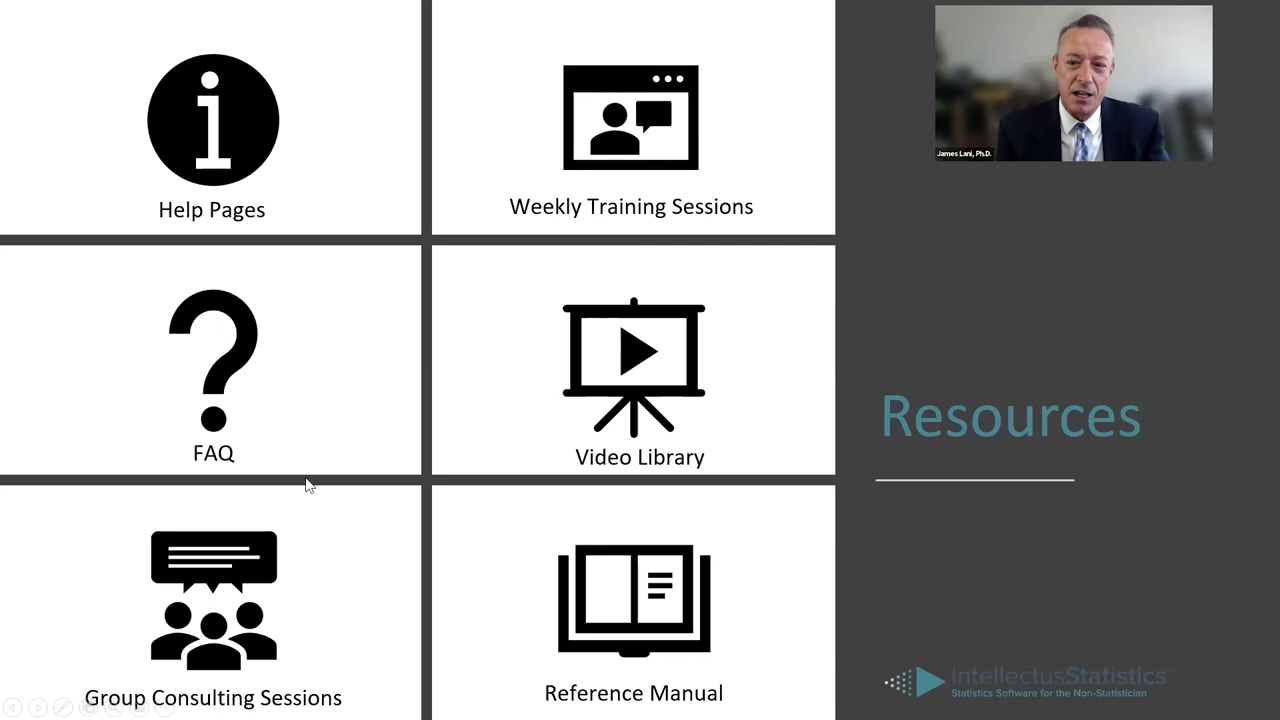 Help Pages
Weekly Training Sessions
James Lani, Ph.D.
FAQ
Video Library
Resources
Group Consulting Sessions
Reference Manual
IntellectusStatistics™
Statistics Software for the Non-Statistician